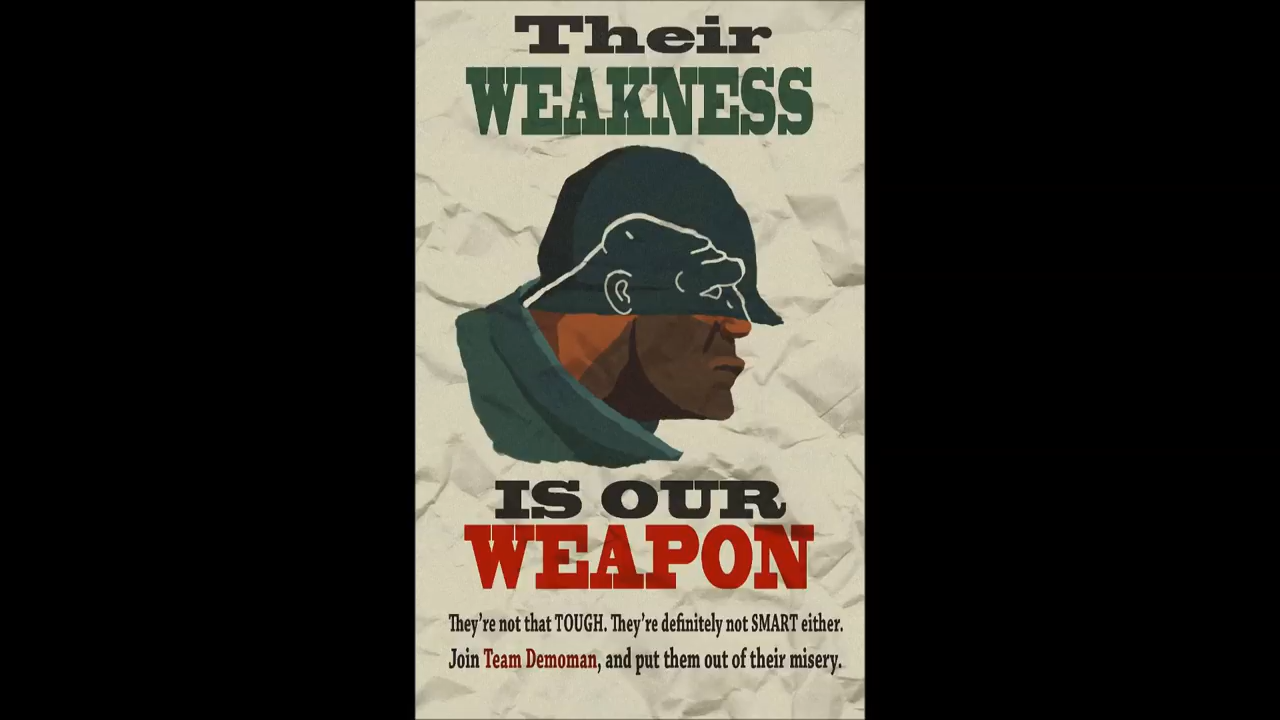 Their
WEAKNESS
IS OUR
WEAPON
They're not that TOUGH. They're definitely not SMART either.
Join Team Demoman, and put them out of their misery.